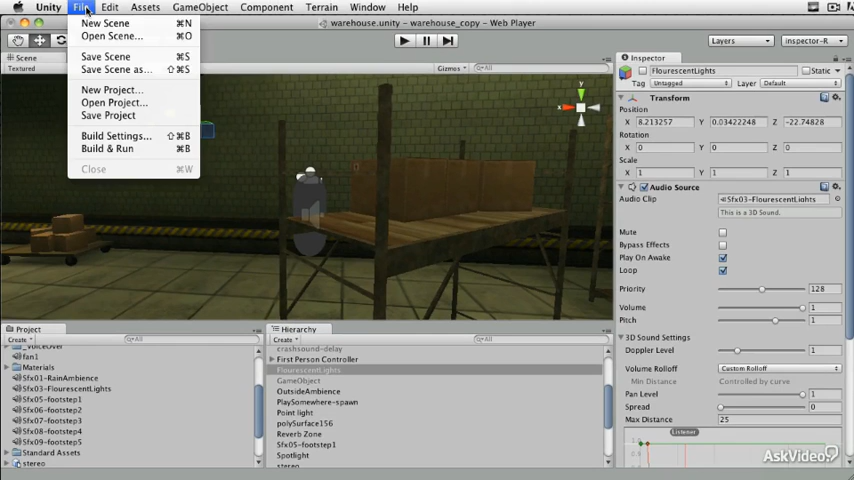 Unity File Edit Assets GameObject Component Terrain Window Help
warehouse.unity - warehouse_copy - Web Player
New Scene ⌘N
Open Scene... ⌘O
Save Scene ⌘S
Save Scene as... ⇧⌘S
New Project...
Open Project...
Save Project
Build Settings... ⇧⌘B
Build & Run ⌘B
Close ⌘W
Layers
inspector-R
Scene
Textured
Gizmos
All
y
x
Inspector
FlourescentLights
Static
Tag Untagged Layer Default
Transform
Position
X 8.213257 Y 0.03422248 Z -22.74828
Rotation
X 0 Y 0 Z 0
Scale
X 1 Y 1 Z 1
Audio Source
Audio Clip Sfx03-FlourescentLights
This is a 3D Sound.
Mute
Bypass Effects
Play On Awake
Loop
Priority 128
Volume 1
Pitch 1
3D Sound Settings
Doppler Level 1
Volume Rolloff Custom Rolloff
Min Distance Controlled by curve
Pan Level 1
Spread 0
Max Distance 25
Listener
Project
Create All
_VoiceOver
fan1
Materials
Sfx01-RainAmbience
Sfx03-FlourescentLights
Sfx05-footstep1
Sfx06-footstep2
Sfx07-footstep3
Sfx08-footstep4
Sfx09-footstep5
Standard Assets
stereo
Hierarchy
Create All
crashsound-delay
First Person Controller
FlourescentLights
GameObject
OutsideAmbience
PlaySomewhere-spawn
Point light
polySurface156
Reverb Zone
Sfx05-footstep1
Spotlight
stereo
AskVideo